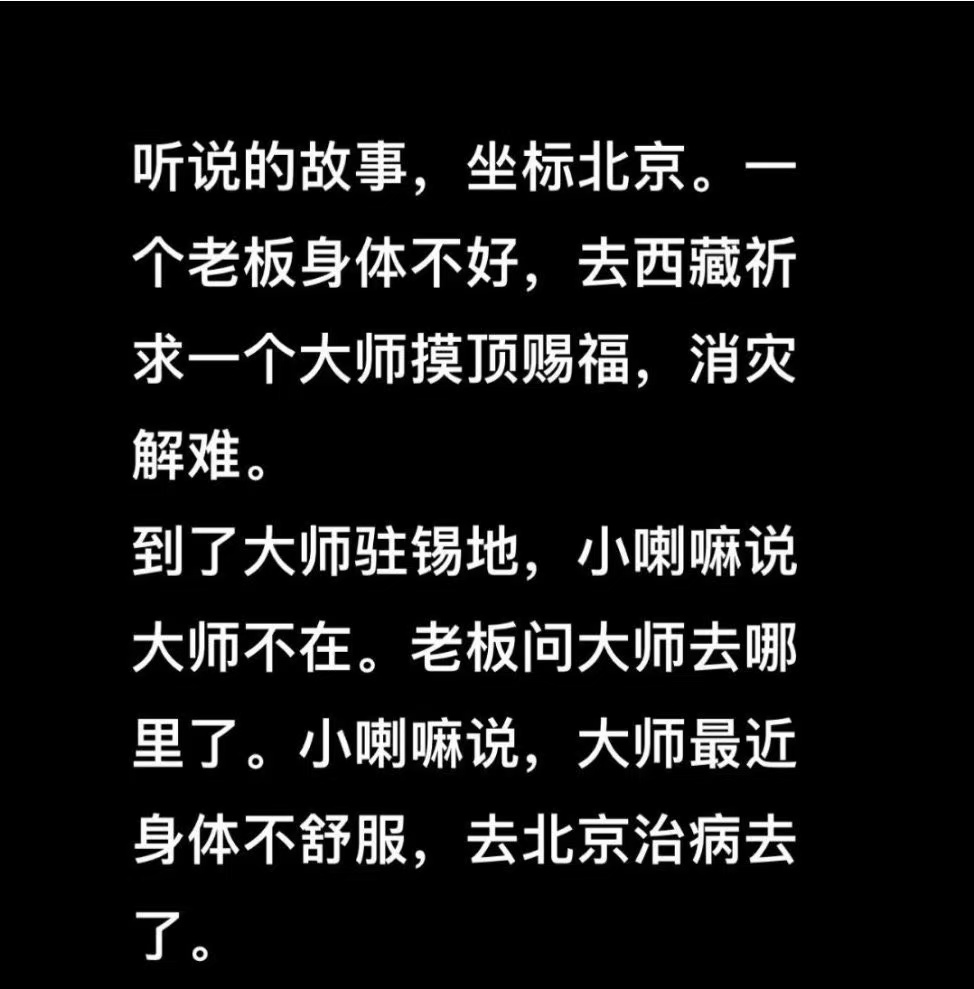 听说的故事，坐标北京。一
个老板身体不好，去西藏祈
求一个大师摸顶赐福，消灾
解难。
到了大师驻锡地，小喇嘛说
大师不在。老板问大师去哪
里了。小喇嘛说，大师最近
身体不舒服，去北京治病去
了。